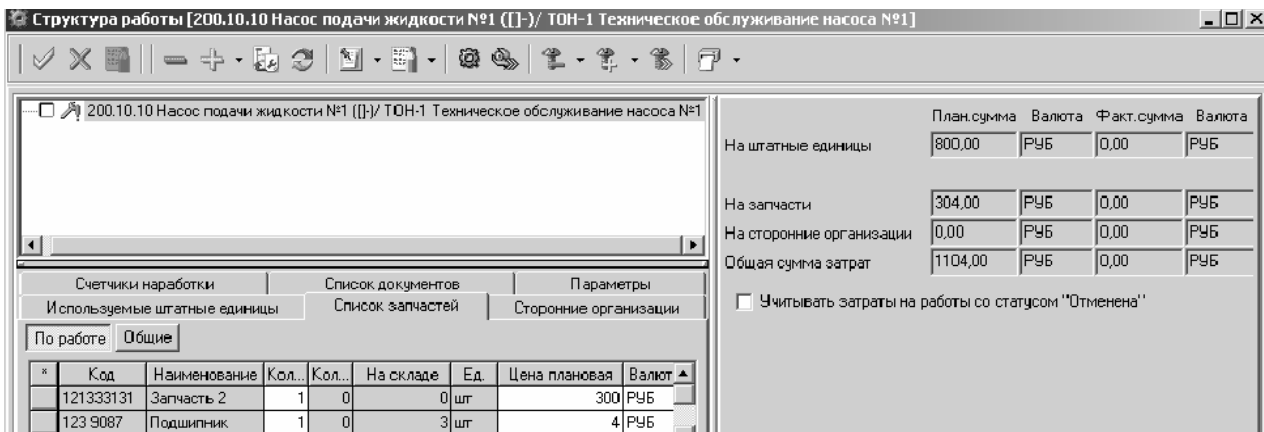 Структура работы [200.10.10 Насос подачи жидкости №1 ([]-)/ ТОН-1 Техническое обслуживание насоса №1]
200.10.10 Насос подачи жидкости №1 ([]-)/ ТОН-1 Техническое обслуживание насоса №1
План.сумма Валюта Факт.сумма Валюта
На штатные единицы 800,00 РУБ 0,00 РУБ
На запчасти 304,00 РУБ 0,00 РУБ
На сторонние организации 0,00 РУБ 0,00 РУБ
Общая сумма затрат 1104,00 РУБ 0,00 РУБ
Учитывать затраты на работы со статусом "Отменена"
Счетчики наработки Список документов Параметры
Используемые штатные единицы Список запчастей Сторонние организации
По работе Общие
* Код Наименование Кол... Кол... На складе Ед. Цена плановая Валют
121333131 Запчасть 2 1 0 0 шт 300 РУБ
123 9087 Подшипник 1 0 3 шт 4 РУБ